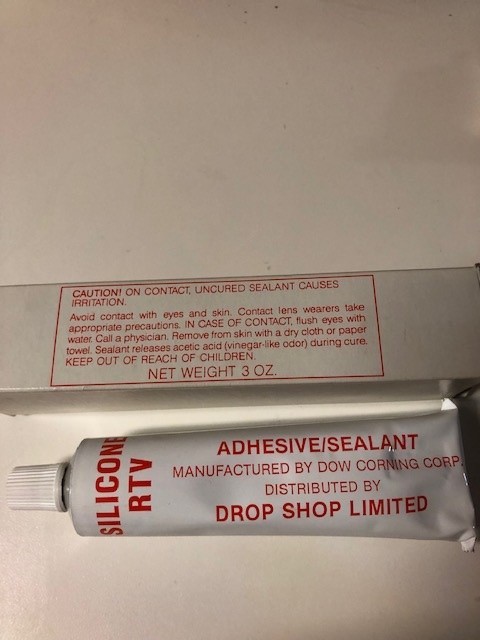 CAUTION! ON CONTACT, UNCURED SEALANT CAUSES
IRRITATION.
Avoid contact with eyes and skin. Contact lens wearers take
appropriate precautions. IN CASE OF CONTACT, flush eyes with
water. Call a physician. Remove from skin with a dry cloth or paper
towel. Sealant releases acetic acid (vinegar-like odor) during cure.
KEEP OUT OF REACH OF CHILDREN.
NET WEIGHT 3 OZ.
SILICONE
RTV
ADHESIVE/SEALANT
MANUFACTURED BY DOW CORNING CORP.
DISTRIBUTED BY
DROP SHOP LIMITED